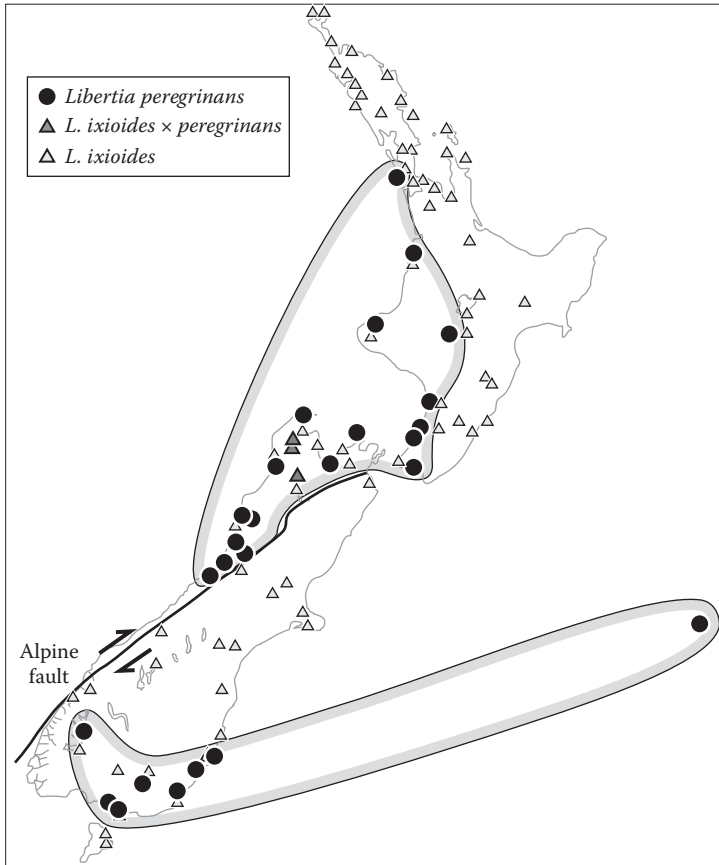 Libertia peregrinans
L. ixioides × peregrinans
L. ixioides
Alpine
fault